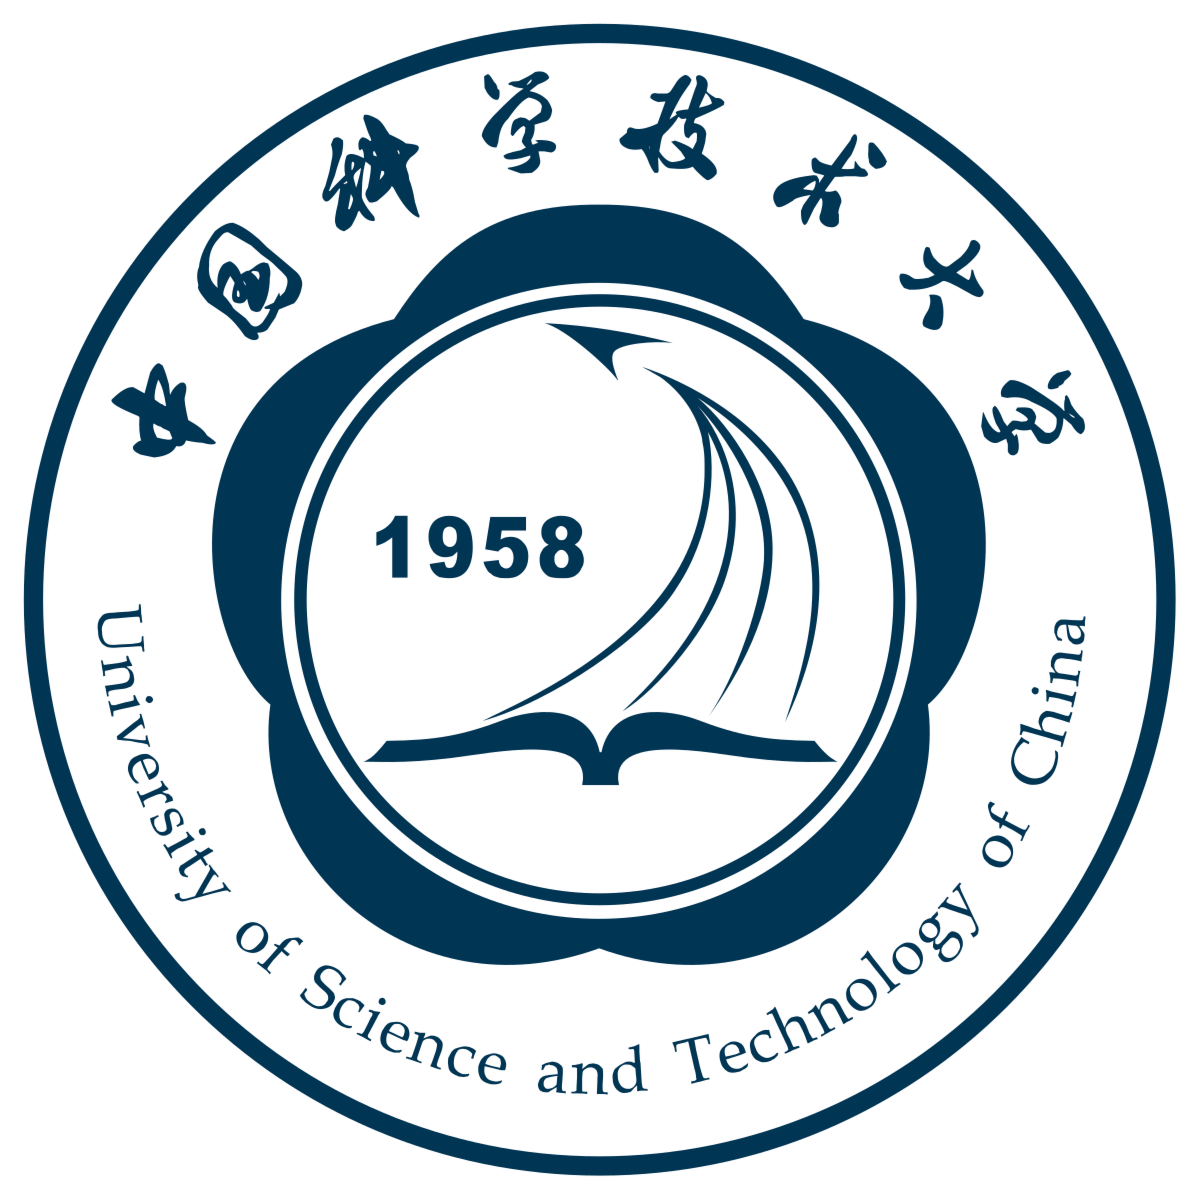 中国科学技术大学
1958
University of Science and Technology of China